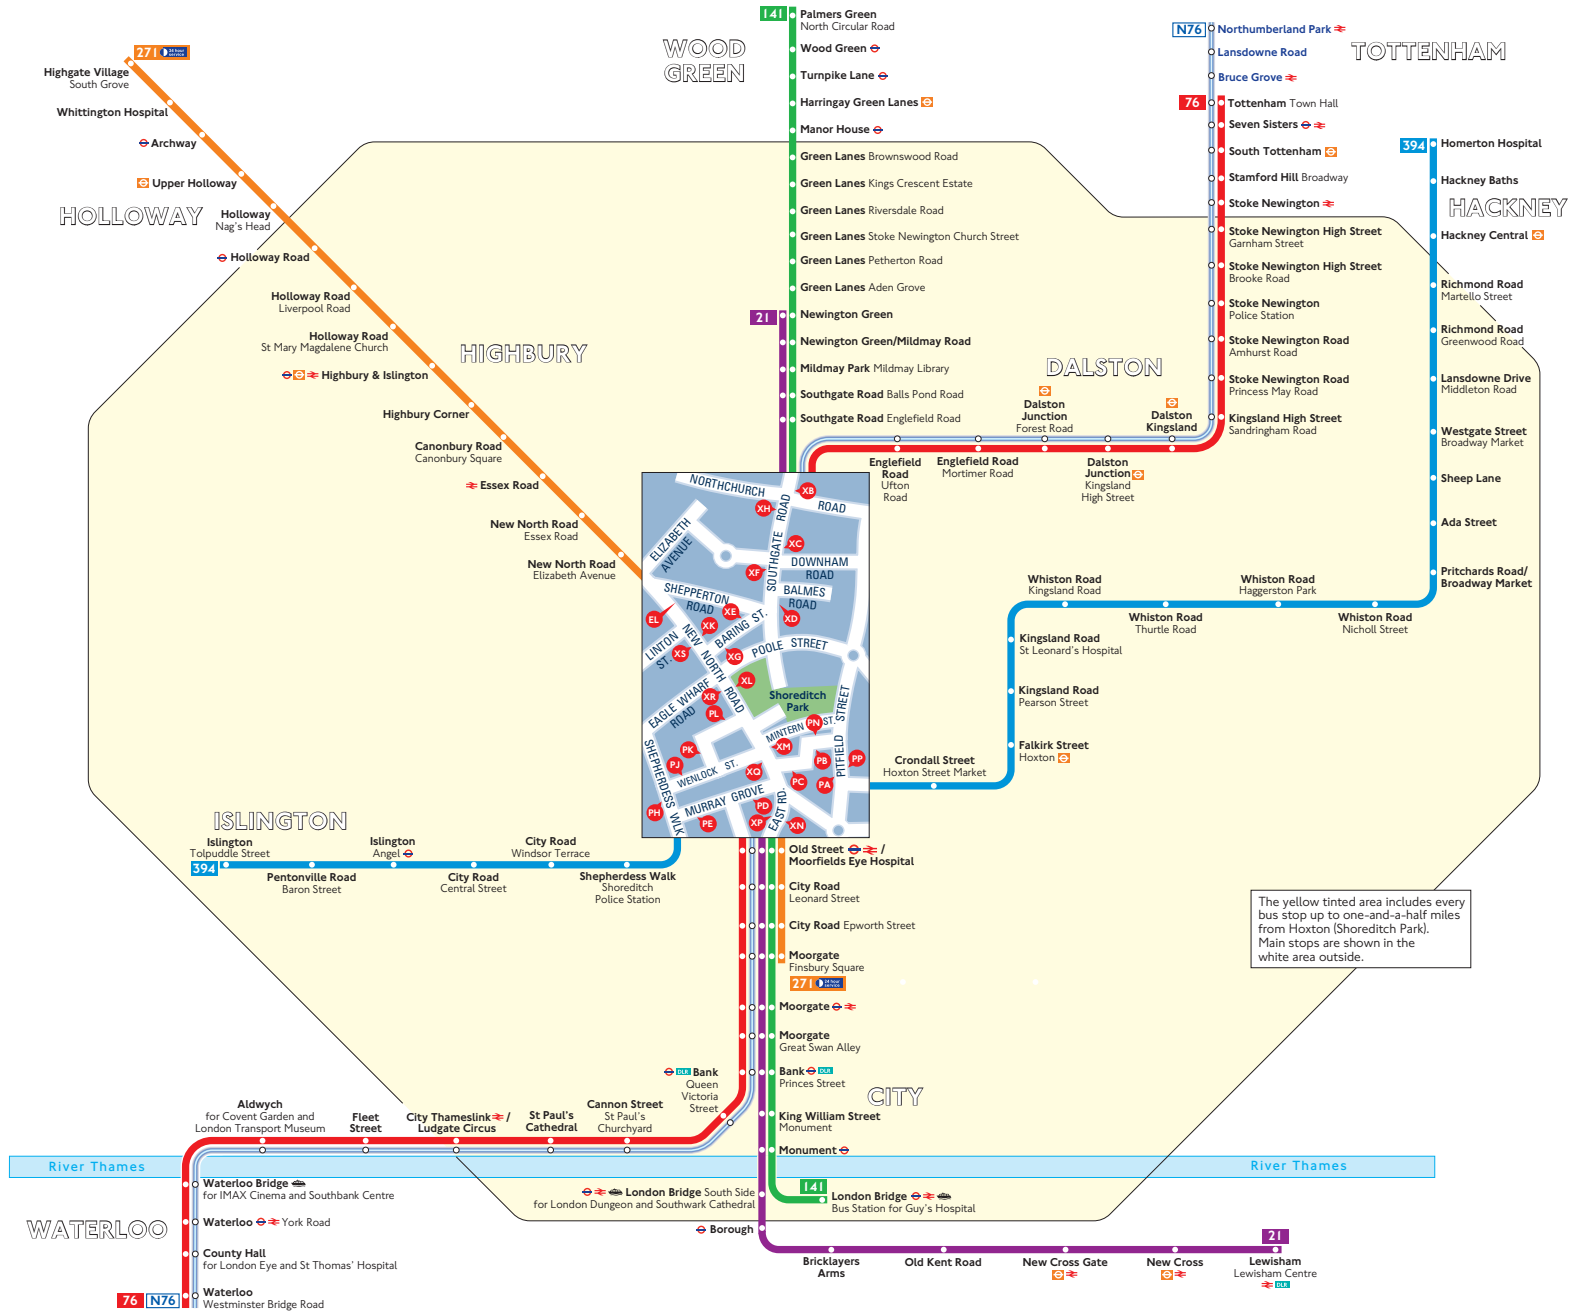 141
Palmers Green
North Circular Road
Wood Green
Turnpike Lane
Harringay Green Lanes
Manor House
Green Lanes Brownswood Road
Green Lanes Kings Crescent Estate
Green Lanes Riversdale Road
Green Lanes Stoke Newington Church Street
Green Lanes Petherton Road
Green Lanes Aden Grove
21
Newington Green
Newington Green/Mildmay Road
Mildmay Park Mildmay Library
Southgate Road Balls Pond Road
Southgate Road Englefield Road
WOOD
GREEN
271
24 hour
service
Highgate Village
South Grove
Whittington Hospital
Archway
Upper Holloway
HOLLOWAY
Holloway
Nag's Head
Holloway Road
Holloway Road
Liverpool Road
Holloway Road
St Mary Magdalene Church
HIGHBURY
Highbury & Islington
Highbury Corner
Canonbury Road
Canonbury Square
Essex Road
New North Road
Essex Road
New North Road
Elizabeth Avenue
N76
Northumberland Park
Lansdowne Road
Bruce Grove
TOTTENHAM
76
Tottenham Town Hall
Seven Sisters
South Tottenham
Stamford Hill Broadway
Stoke Newington
Stoke Newington High Street
Garnham Street
Stoke Newington High Street
Brooke Road
Stoke Newington
Police Station
Stoke Newington Road
Amhurst Road
Stoke Newington Road
Princess May Road
Kingsland High Street
Sandringham Road
DALSTON
Dalston
Kingsland
Dalston
Junction
Forest Road
Dalston
Junction
Kingsland
High Street
Englefield Road
Mortimer Road
Englefield
Road
Ufton
Road
394
Homerton Hospital
Hackney Baths
HACKNEY
Hackney Central
Richmond Road
Martello Street
Richmond Road
Greenwood Road
Lansdowne Drive
Middleton Road
Westgate Street
Broadway Market
Sheep Lane
Ada Street
Pritchards Road/
Broadway Market
Whiston Road
Nicholl Street
Whiston Road
Haggerston Park
Whiston Road
Thurtle Road
Whiston Road
Kingsland Road
Kingsland Road
St Leonard's Hospital
Kingsland Road
Pearson Street
Falkirk Street
Hoxton
Crondall Street
Hoxton Street Market
NORTHCHURCH
ROAD
XB
XH
SOUTHGATE ROAD
ELIZABETH
AVENUE
XC
DOWNHAM
ROAD
XF
BALMES
ROAD
SHEPPERTON
ROAD
EL
XE
XK
XD
BARING ST.
LINTON
ST.
XS
XG
NEW NORTH ROAD
POOLE STREET
XL
EAGLE WHARF
ROAD
XR
PL
Shoreditch
Park
PN
MINTERN ST.
PITFIELD STREET
XM
PK
PJ
PB
PP
SHEPHERDESS WLK
WENLOCK ST.
XQ
PC
PA
MURRAY GROVE
PH
PE
PD
XP
EAST RD.
XN
ISLINGTON
394
Islington
Tolpuddle Street
Pentonville Road
Baron Street
Islington
Angel
City Road
Central Street
City Road
Windsor Terrace
Shepherdess Walk
Shoreditch
Police Station
Old Street /
Moorfields Eye Hospital
City Road
Leonard Street
City Road Epworth Street
Moorgate
Finsbury Square
271
24 hour
service
Moorgate
Moorgate
Great Swan Alley
Bank DLR
Princes Street
CITY
King William Street
Monument
Monument
The yellow tinted area includes every
bus stop up to one-and-a-half miles
from Hoxton (Shoreditch Park).
Main stops are shown in the
white area outside.
DLR Bank
Queen
Victoria
Street
Cannon Street
St Paul's
Churchyard
St Paul's
Cathedral
City Thameslink /
Ludgate Circus
Fleet
Street
Aldwych
for Covent Garden and
London Transport Museum
River Thames
River Thames
Waterloo Bridge
for IMAX Cinema and Southbank Centre
WATERLOO
Waterloo York Road
County Hall
for London Eye and St Thomas' Hospital
76
N76
Waterloo
Westminster Bridge Road
London Bridge South Side
for London Dungeon and Southwark Cathedral
141
London Bridge
Bus Station for Guy's Hospital
Borough
Bricklayers
Arms
Old Kent Road
New Cross Gate
New Cross
21
Lewisham
Lewisham Centre
DLR